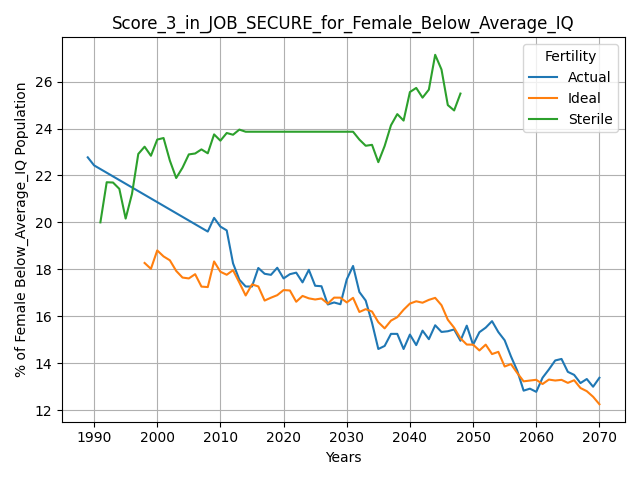 Score_3_in_JOB_SECURE_for_Female_Below_Average_IQ
% of Female Below_Average_IQ Population
26
24
22
20
18
16
14
12
Fertility
Actual
Ideal
Sterile
1990 2000 2010 2020 2030 2040 2050 2060 2070
Years